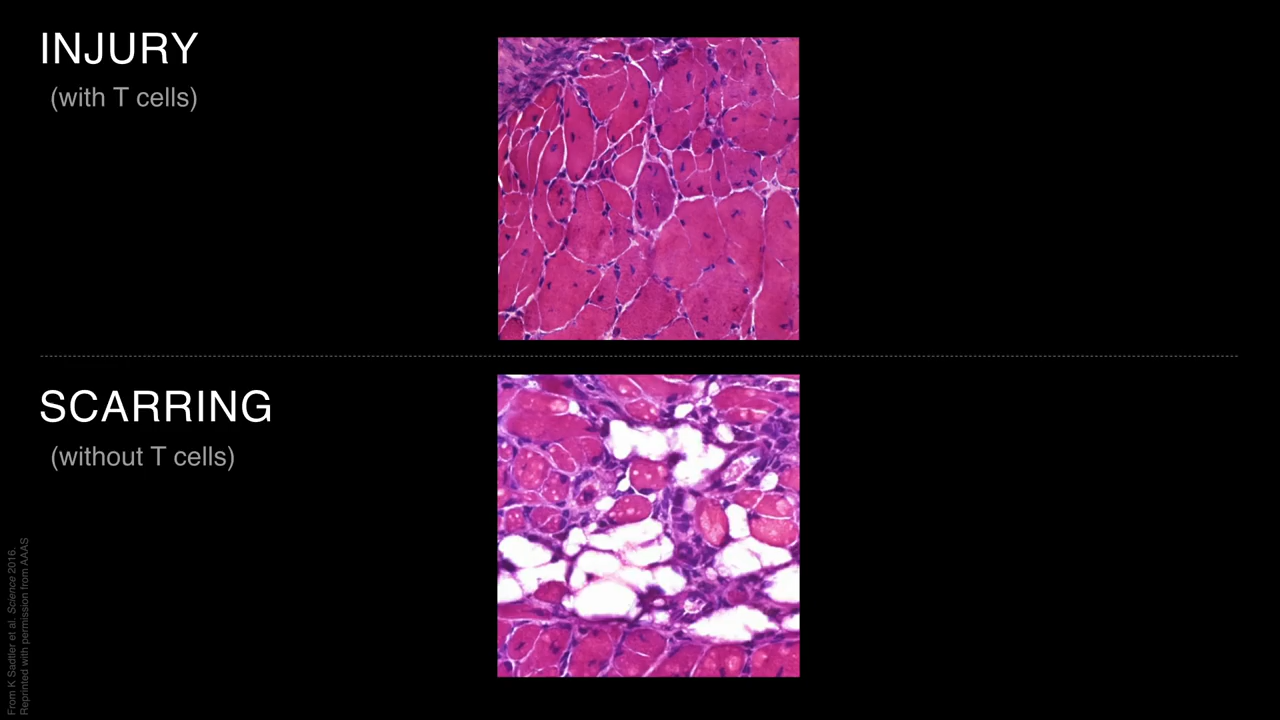 INJURY
(with T cells)
SCARRING
(without T cells)
From K Sadtler et al. Science 2016.
Reprinted with permission from AAAS